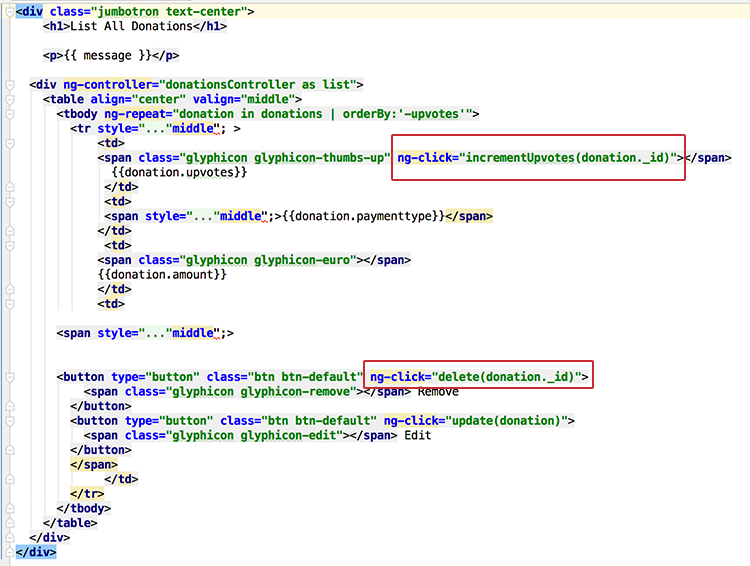 <div class="jumbotron text-center">
<h1>List All Donations</h1>
<p>{{ message }}</p>
<div ng-controller="donationsController as list">
<table align="center" valign="middle">
<tbody ng-repeat="donation in donations | orderBy:'-upvotes'">
<tr style="..."middle"; >
<td>
<span class="glyphicon glyphicon-thumbs-up" ng-click="incrementUpvotes(donation._id)"></span>
{{donation.upvotes}}
</td>
<td>
<span style="..."middle";>{{donation.paymenttype}}</span>
</td>
<td>
<span class="glyphicon glyphicon-euro"></span>
{{donation.amount}}
</td>
<td>
<span style="..."middle";>
<button type="button" class="btn btn-default" ng-click="delete(donation._id)">
<span class="glyphicon glyphicon-remove"></span> Remove
</button>
<button type="button" class="btn btn-default" ng-click="update(donation)">
<span class="glyphicon glyphicon-edit"></span> Edit
</button>
</span>
</td>
</tr>
</tbody>
</table>
</div>
</div>